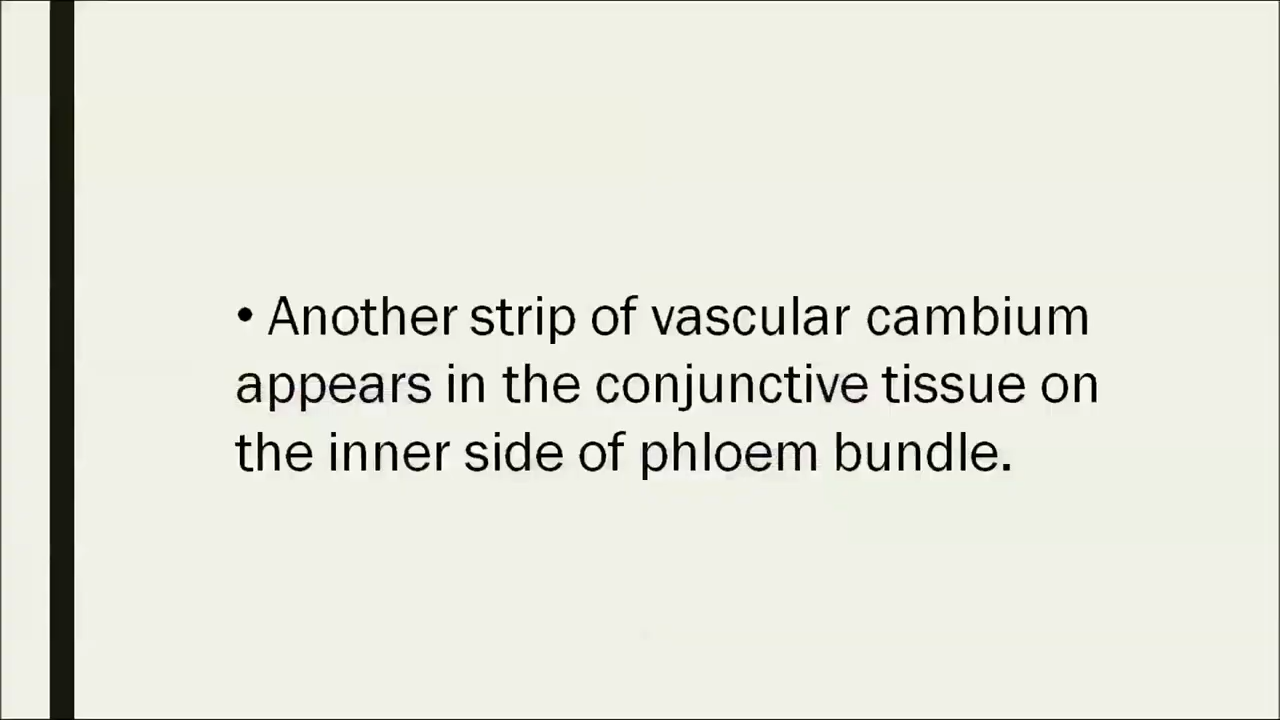 • Another strip of vascular cambium
appears in the conjunctive tissue on
the inner side of phloem bundle.